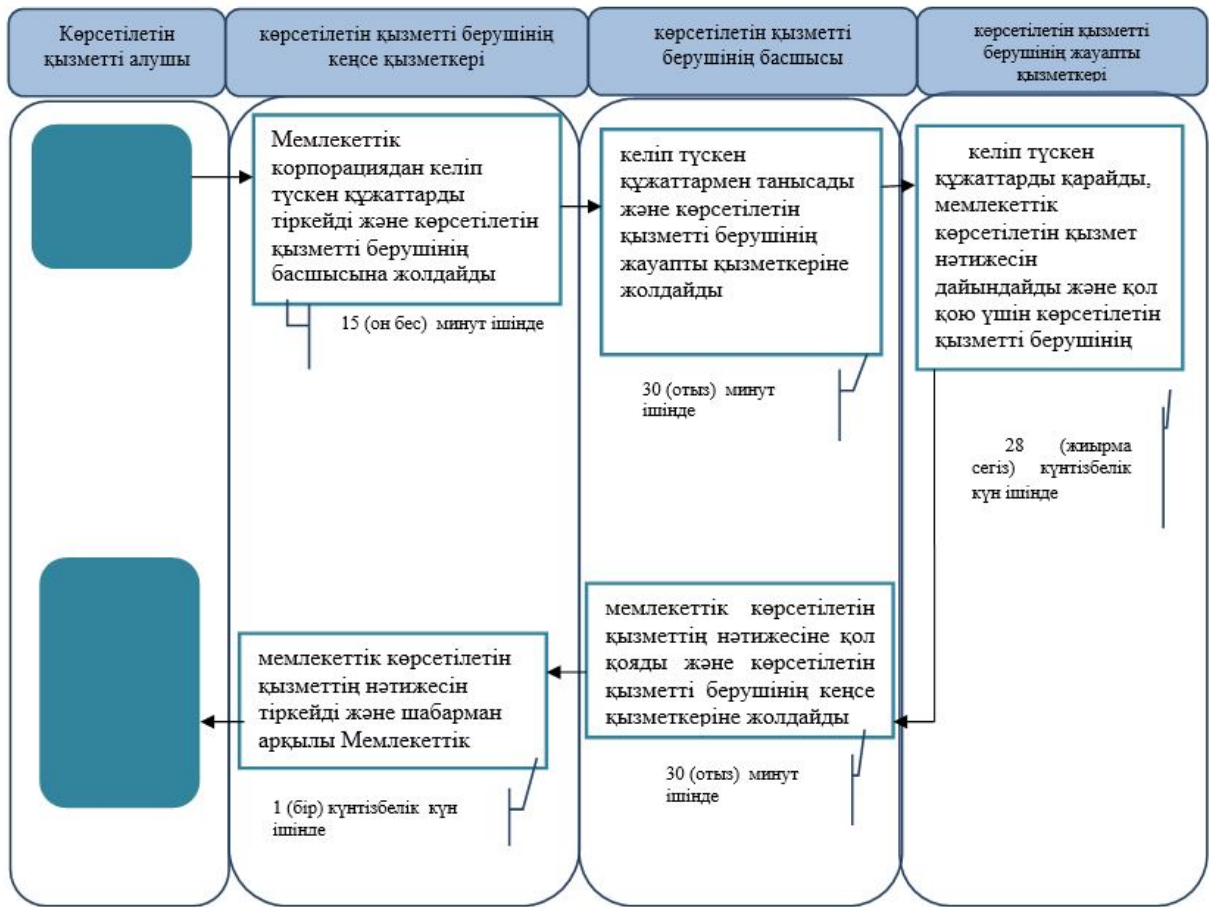 Көрсетілетін
қызметті алушы
көрсетілетін қызметті берушінің
кеңсе қызметкері
көрсетілетін қызметті
берушінің басшысы
көрсетілетін қызметті
берушінің жауапты
қызметкері
Мемлекеттік
корпорациядан келіп
түскен құжаттарды
тіркейді және көрсетілетін
қызметті берушінің
басшысына жолдайды
15 (он бес) минут ішінде
келіп түскен
құжаттармен танысады
және көрсетілетін
қызметті берушінің
жауапты қызметкеріне
жолдайды
30 (отыз) минут
ішінде
келіп түскен
құжаттарды қарайды,
мемлекеттік
көрсетілетін қызмет
нәтижесін
дайындайды және қол
қою үшін көрсетілетін
қызметті берушінің
28 (жиырма
сегіз) күнтізбелік
күн ішінде
мемлекеттік көрсетілетін
қызметтің нәтижесіне қол
қояды және көрсетілетін
қызметті берушінің кеңсе
қызметкеріне жолдайды
30 (отыз) минут
ішінде
мемлекеттік көрсетілетін
қызметтің нәтижесін
тіркейді және шабарман
арқылы Мемлекеттік
1 (бір) күнтізбелік күн
ішінде